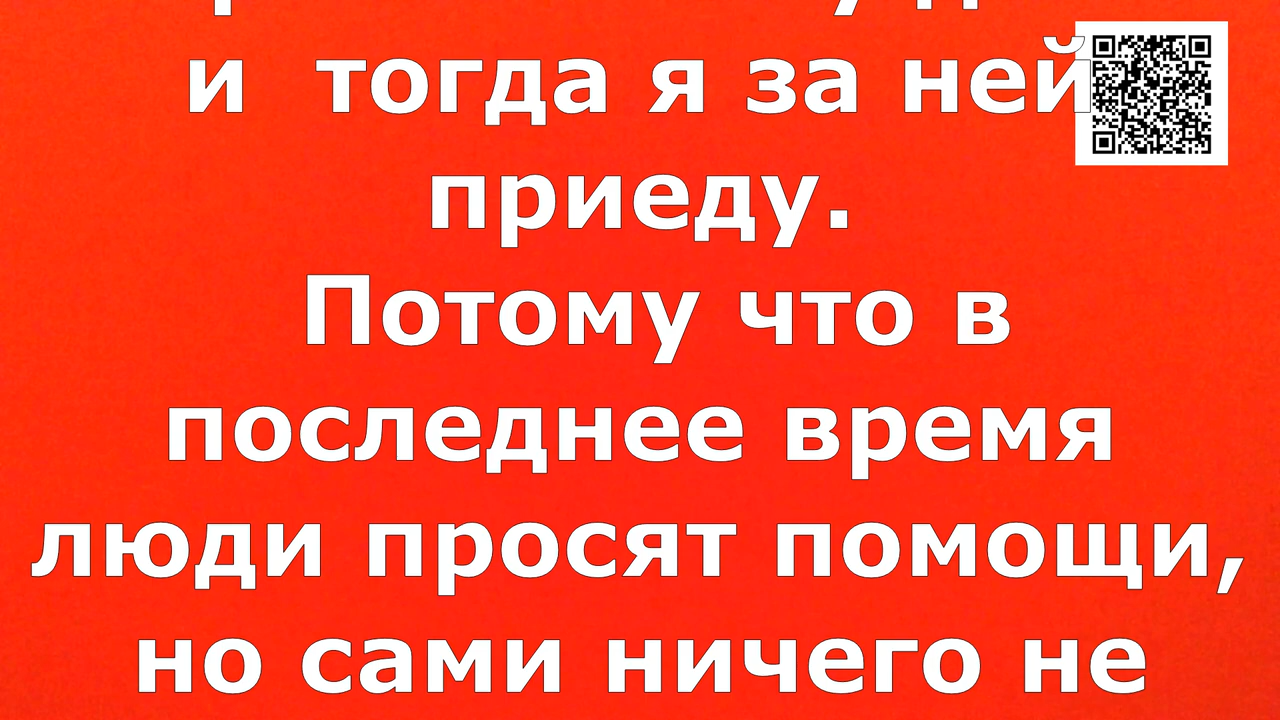 и тогда я за ней
приеду.
Потому что в
последнее время
люди просят помощи,
но сами ничего не